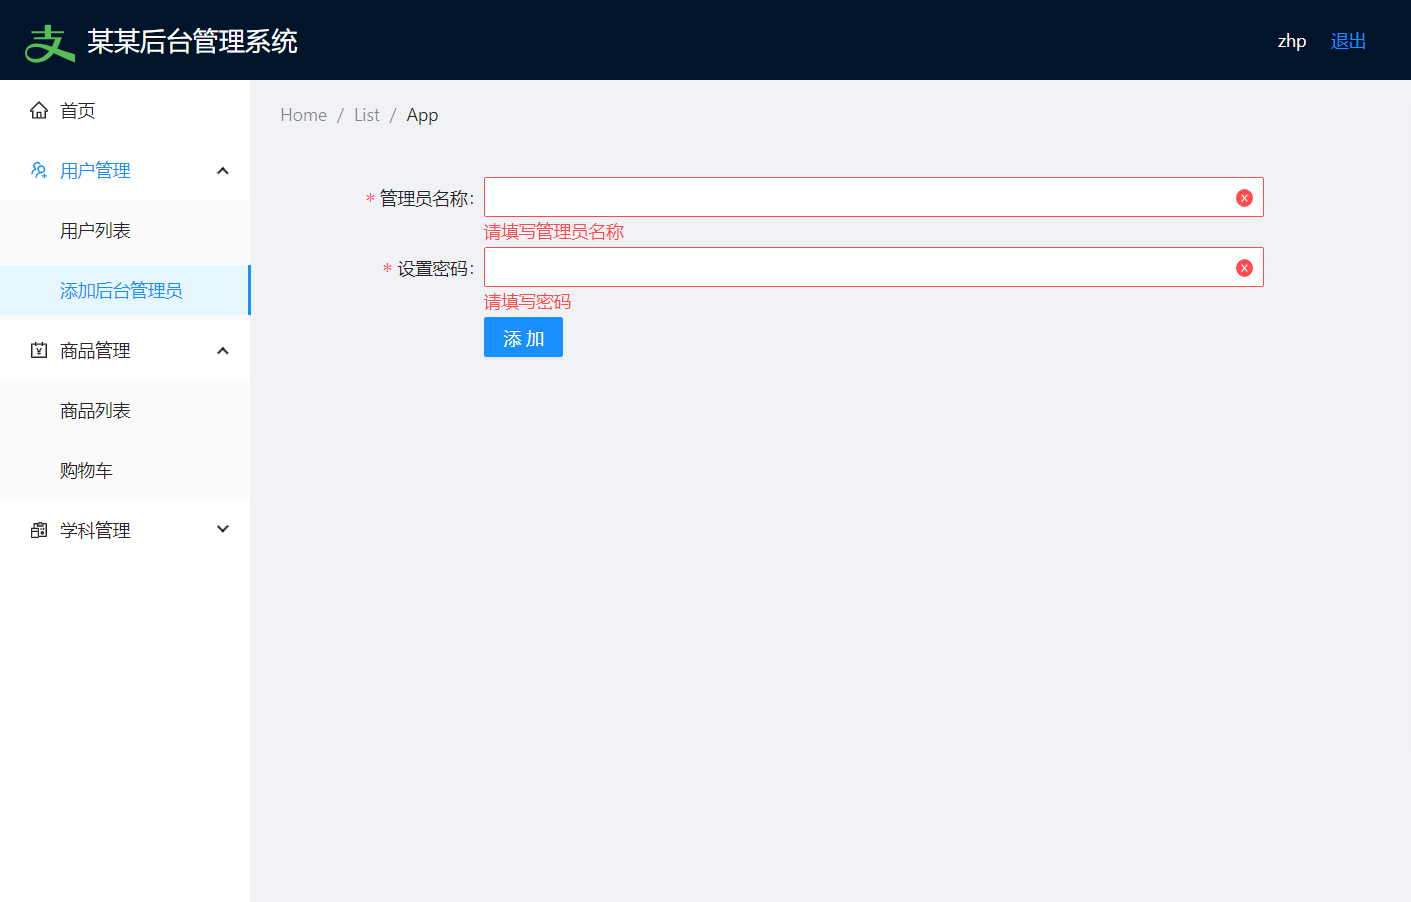 支 某某后台管理系统
zhp 退出
首页
用户管理
用户列表
添加后台管理员
商品管理
商品列表
购物车
学科管理
Home / List / App
* 管理员名称:
请填写管理员名称
* 设置密码:
请填写密码
添 加